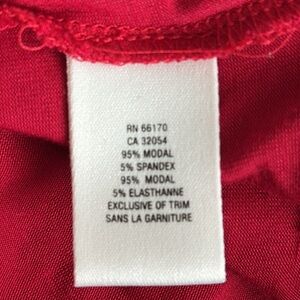 RN 66170
CA 32054
95% MODAL
5% SPANDEX
95% MODAL
5% ELASTHANNE
EXCLUSIVE OF TRIM
SANS LA GARNITURE